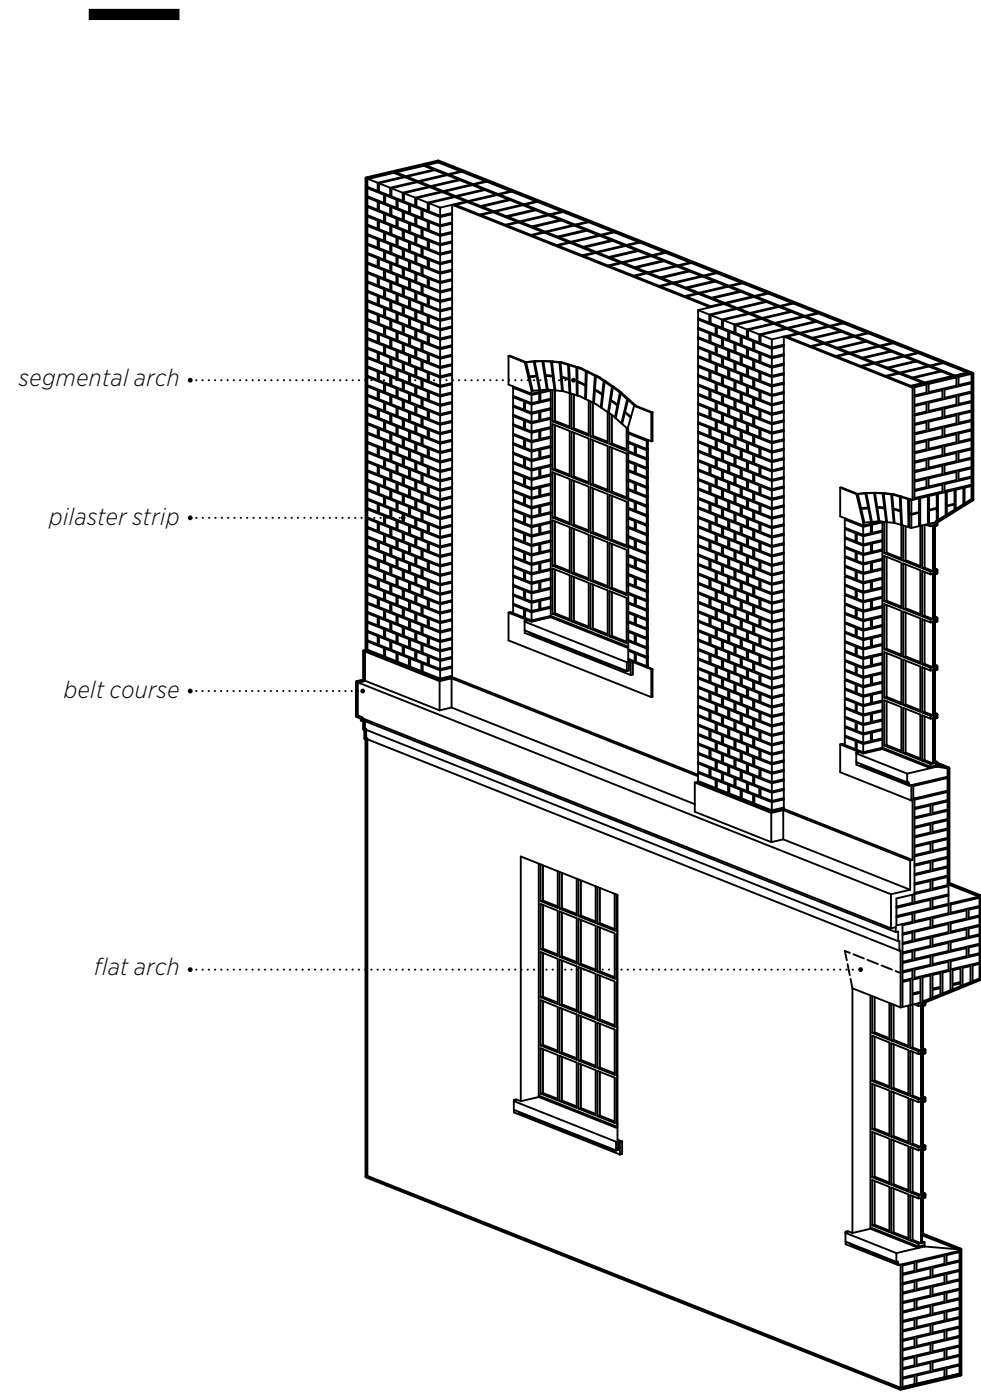 segmental arch
pilaster strip
belt course
flat arch